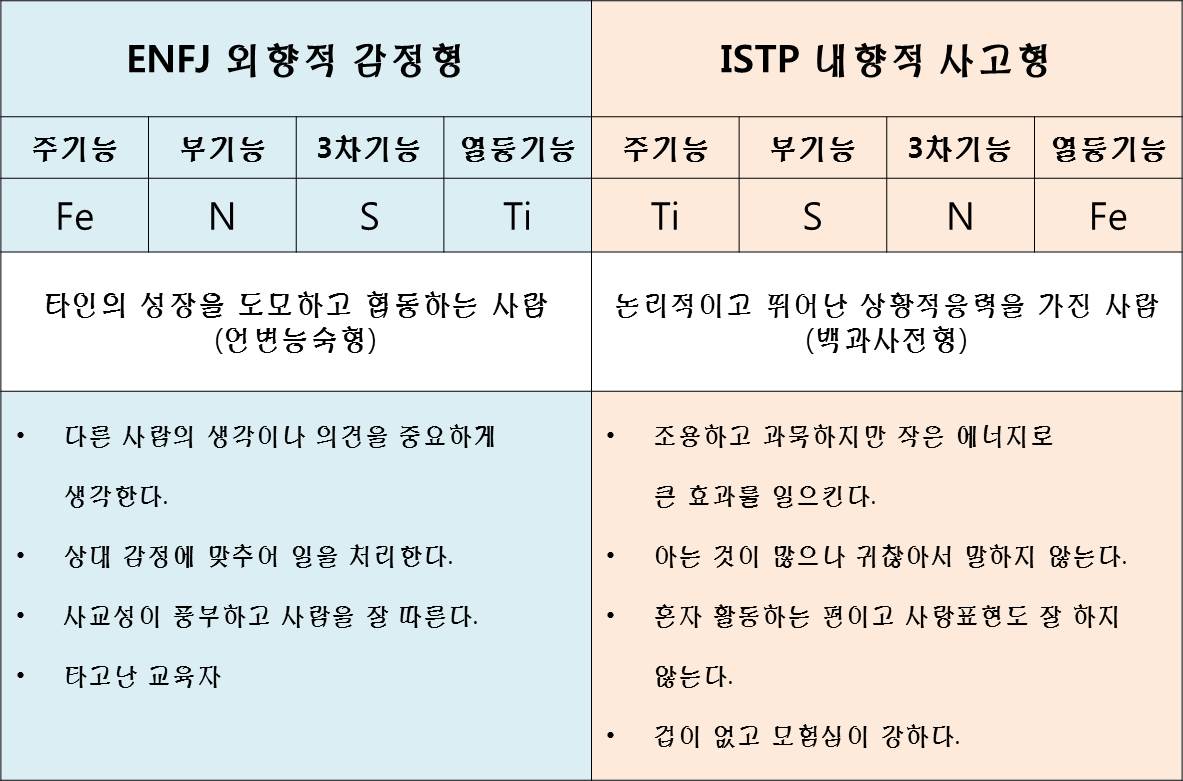 ENFJ 외향적 감정형
ISTP 내향적 사고형
주기능 부기능 3차기능 열등기능 주기능 부기능 3차기능 열등기능
Fe N S Ti Ti S N Fe
타인의 성장을 도모하고 협동하는 사람
(언변능숙형)
논리적이고 뛰어난 상황적응력을 가진 사람
(백과사전형)
• 다른 사람의 생각이나 의견을 중요하게
생각한다.
• 상대 감정에 맞추어 일을 처리한다.
• 사교성이 풍부하고 사람을 잘 따른다.
• 타고난 교육자
• 조용하고 과묵하지만 작은 에너지로
큰 효과를 일으킨다.
• 아는 것이 많으나 귀찮아서 말하지 않는다.
• 혼자 활동하는 편이고 사랑표현도 잘 하지
않는다.
• 겁이 없고 모험심이 강하다.